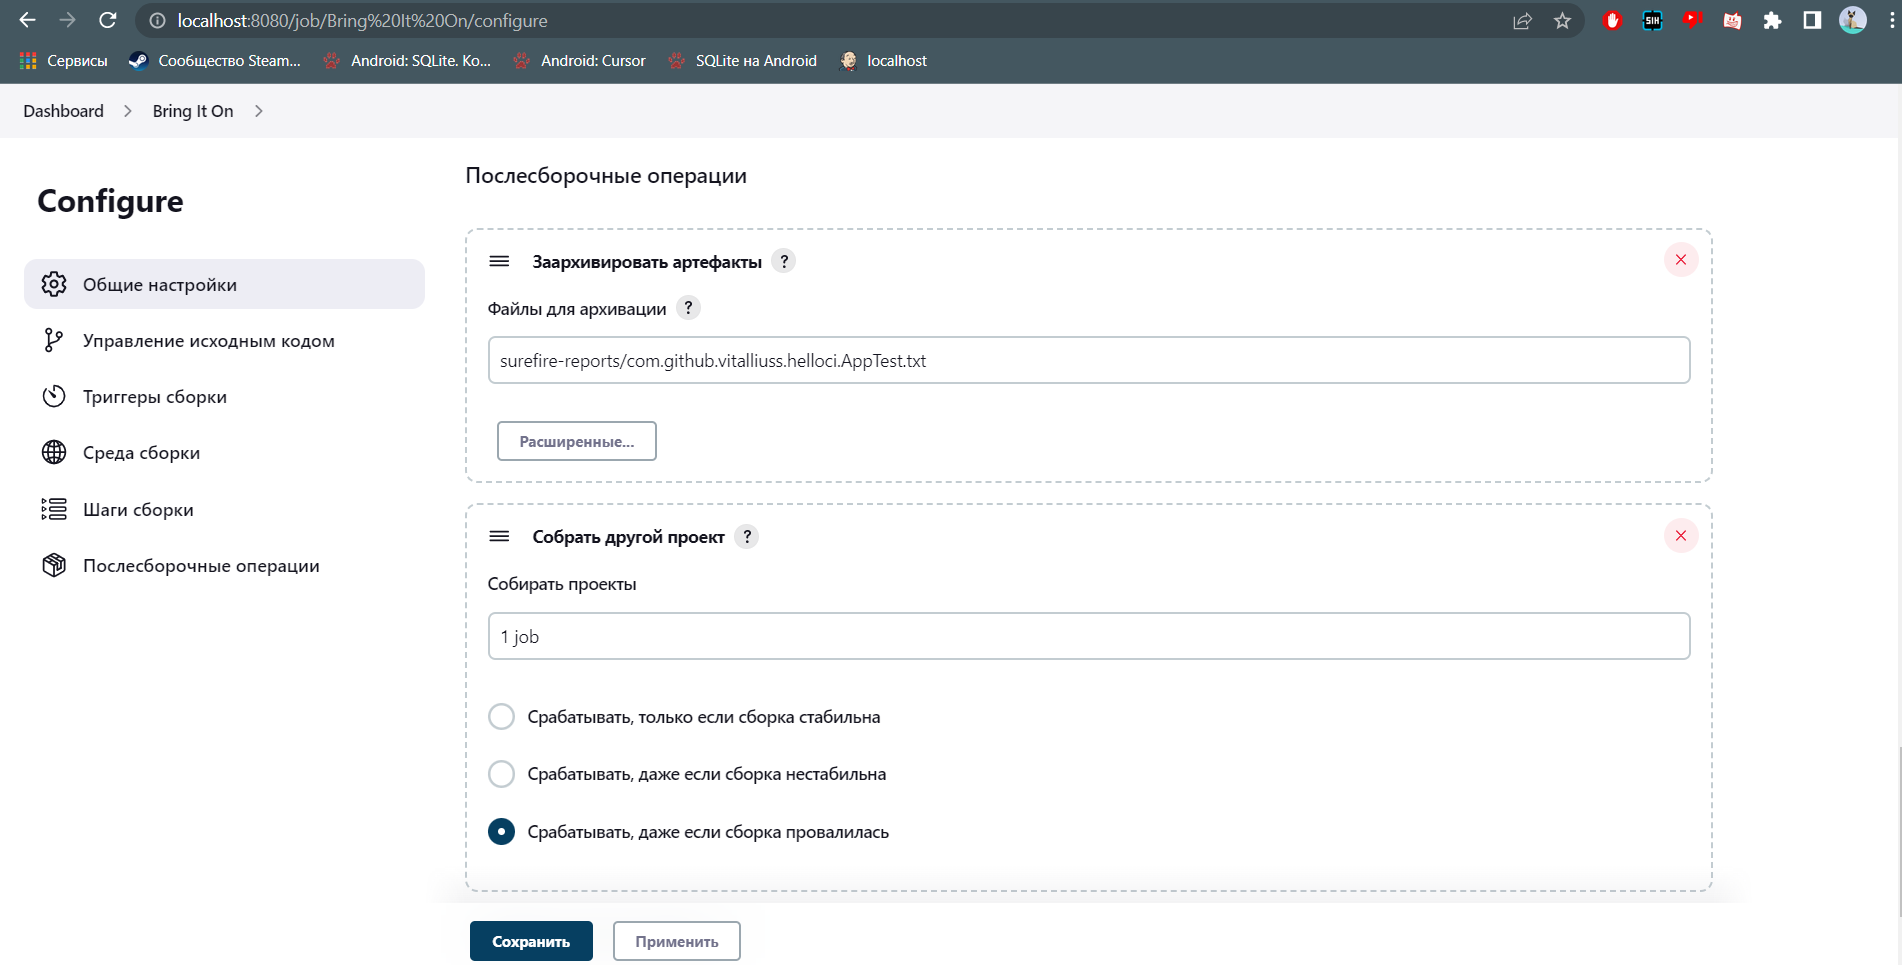 localhost:8080/job/Bring%20It%20On/configure
SIH
Сервисы
Сообщество Steam...
Android: SQLite. Ко...
Android: Cursor
SQLite на Android
localhost
Dashboard
Bring It On
Configure
Общие настройки
Управление исходным кодом
Триггеры сборки
Среда сборки
Шаги сборки
Послесборочные операции
Послесборочные операции
Заархивировать артефакты ?
Файлы для архивации ?
surefire-reports/com.github.vitalliuss.helloci.AppTest.txt
Расширенные...
Собрать другой проект ?
Собирать проекты
1 job
Срабатывать, только если сборка стабильна
Срабатывать, даже если сборка нестабильна
Срабатывать, даже если сборка провалилась
Сохранить
Применить